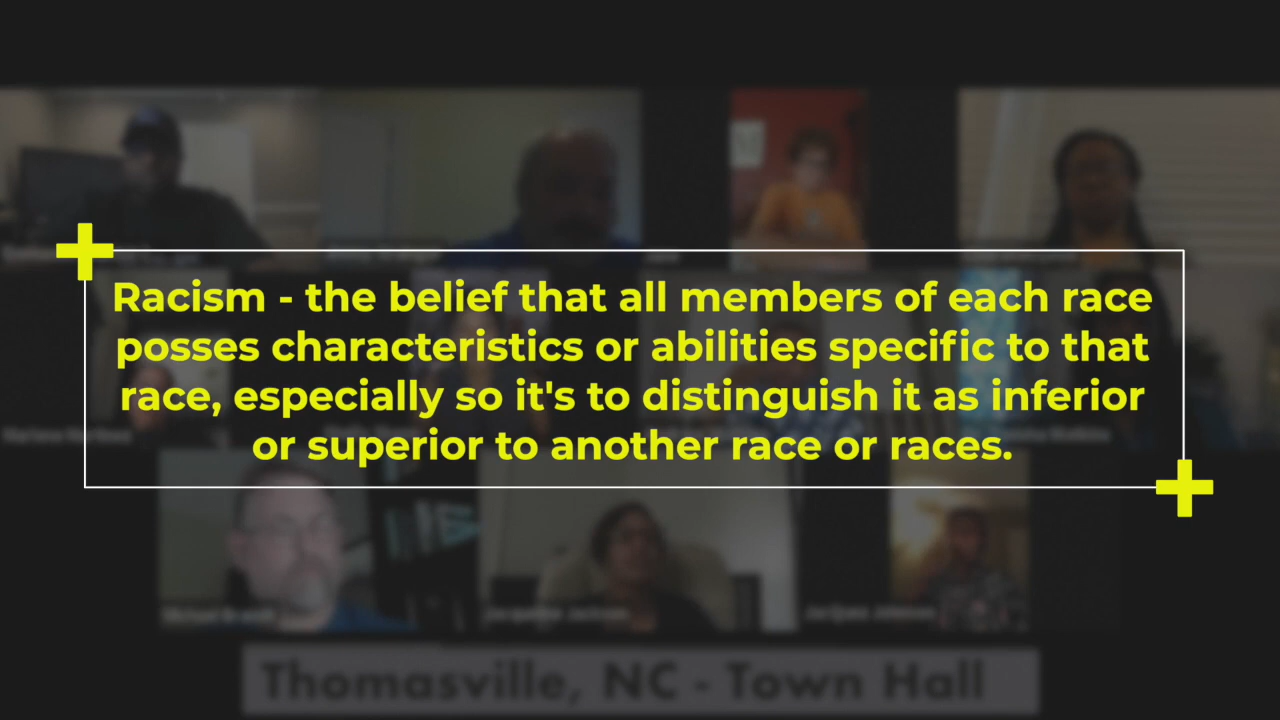 Racism - the belief that all members of each race
posses characteristics or abilities specific to that
race, especially so it's to distinguish it as inferior
or superior to another race or races.
Thomasville, NC - Town Hall